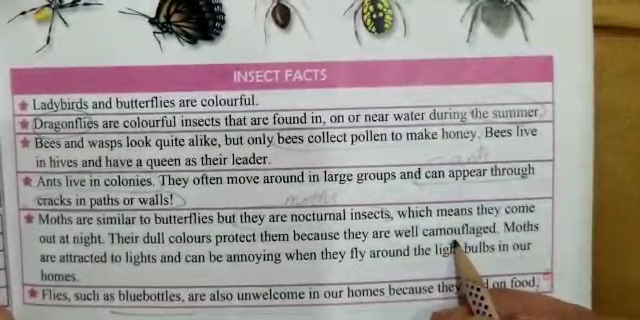 INSECT FACTS
★ Ladybirds and butterflies are colourful.
★ Dragonflies are colourful insects that are found in, on or near water during the summer.
★ Bees and wasps look quite alike, but only bees collect pollen to make honey. Bees live
in hives and have a queen as their leader.
★ Ants live in colonies. They often move around in large groups and can appear through
cracks in paths or walls!
moths
★ Moths are similar to butterflies but they are nocturnal insects, which means they come
out at night. Their dull colours protect them because they are well camouflaged. Moths
are attracted to lights and can be annoying when they fly around the light bulbs in our
homes.
★ Flies, such as bluebottles, are also unwelcome in our homes because they on food.